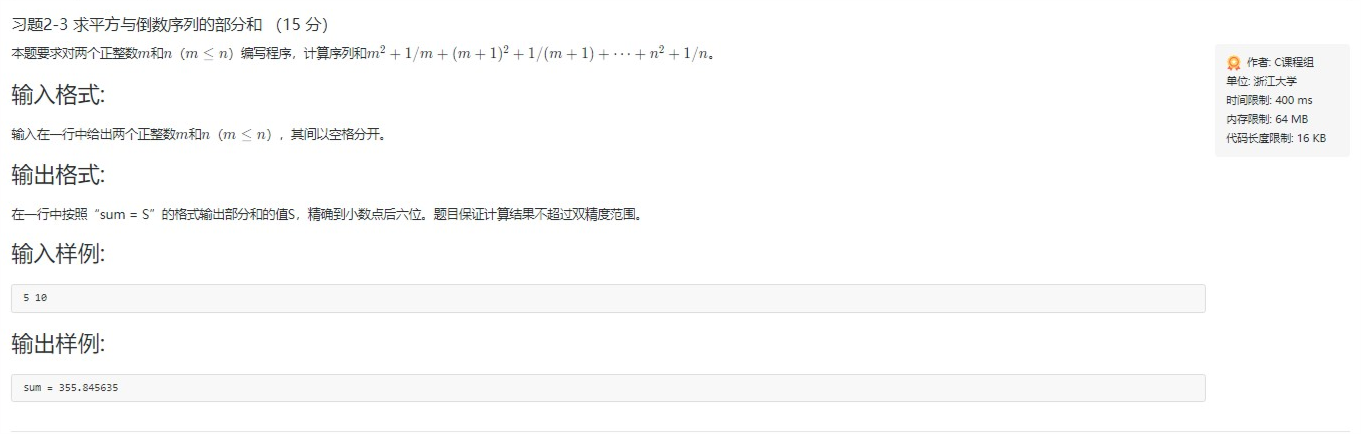 习题2-3 求平方与倒数序列的部分和 （15 分）
本题要求对两个正整数m和n（m ≤ n）编写程序，计算序列和m² + 1/m + (m + 1)² + 1/(m + 1) + ⋯ + n² + 1/n。
输入格式:
输入在一行中给出两个正整数m和n（m ≤ n），其间以空格分开。
输出格式:
在一行中按照“sum = S”的格式输出部分和的值S，精确到小数点后六位。题目保证计算结果不超过双精度范围。
输入样例:
5 10
输出样例:
sum = 355.845635
作者: C课程组
单位: 浙江大学
时间限制: 400 ms
内存限制: 64 MB
代码长度限制: 16 KB